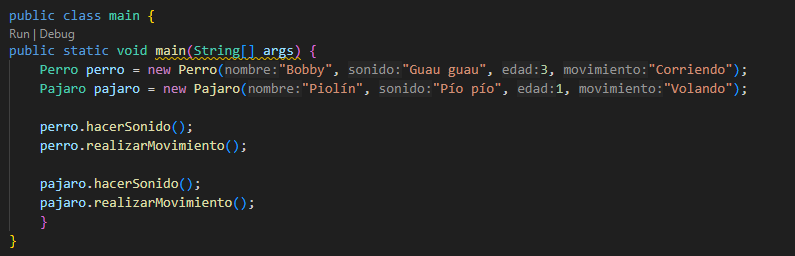 public class main {
Run | Debug
public static void main(String[] args) {
Perro perro = new Perro(nombre:"Bobby", sonido:"Guau guau", edad:3, movimiento:"Corriendo");
Pajaro pajaro = new Pajaro(nombre:"Piolín", sonido:"Pío pío", edad:1, movimiento:"Volando");
perro.hacerSonido();
perro.realizarMovimiento();
pajaro.hacerSonido();
pajaro.realizarMovimiento();
}
}